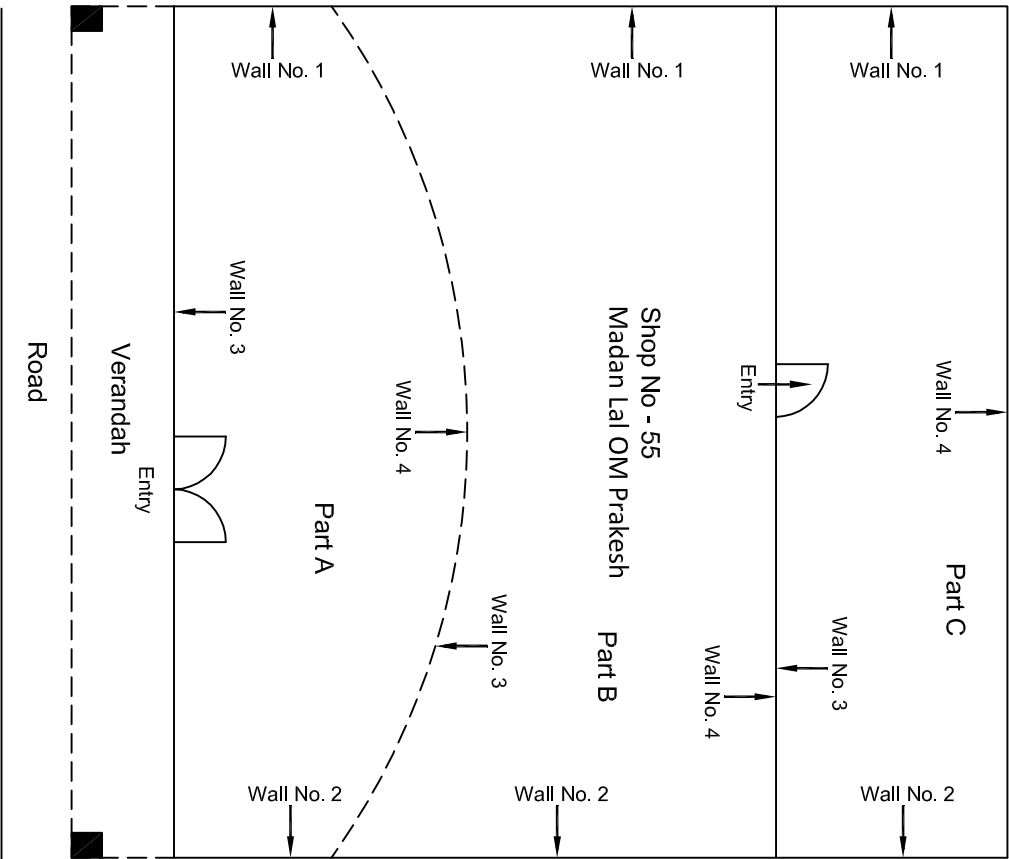 Wall No. 1
Wall No. 1
Wall No. 1
Wall No. 3
Wall No. 4
Shop No - 55
Madan Lal OM Prakesh
Entry
Wall No. 4
Road
Verandah
Entry
Part A
Wall No. 3
Part B
Wall No. 4
Wall No. 3
Part C
Wall No. 2
Wall No. 2
Wall No. 2